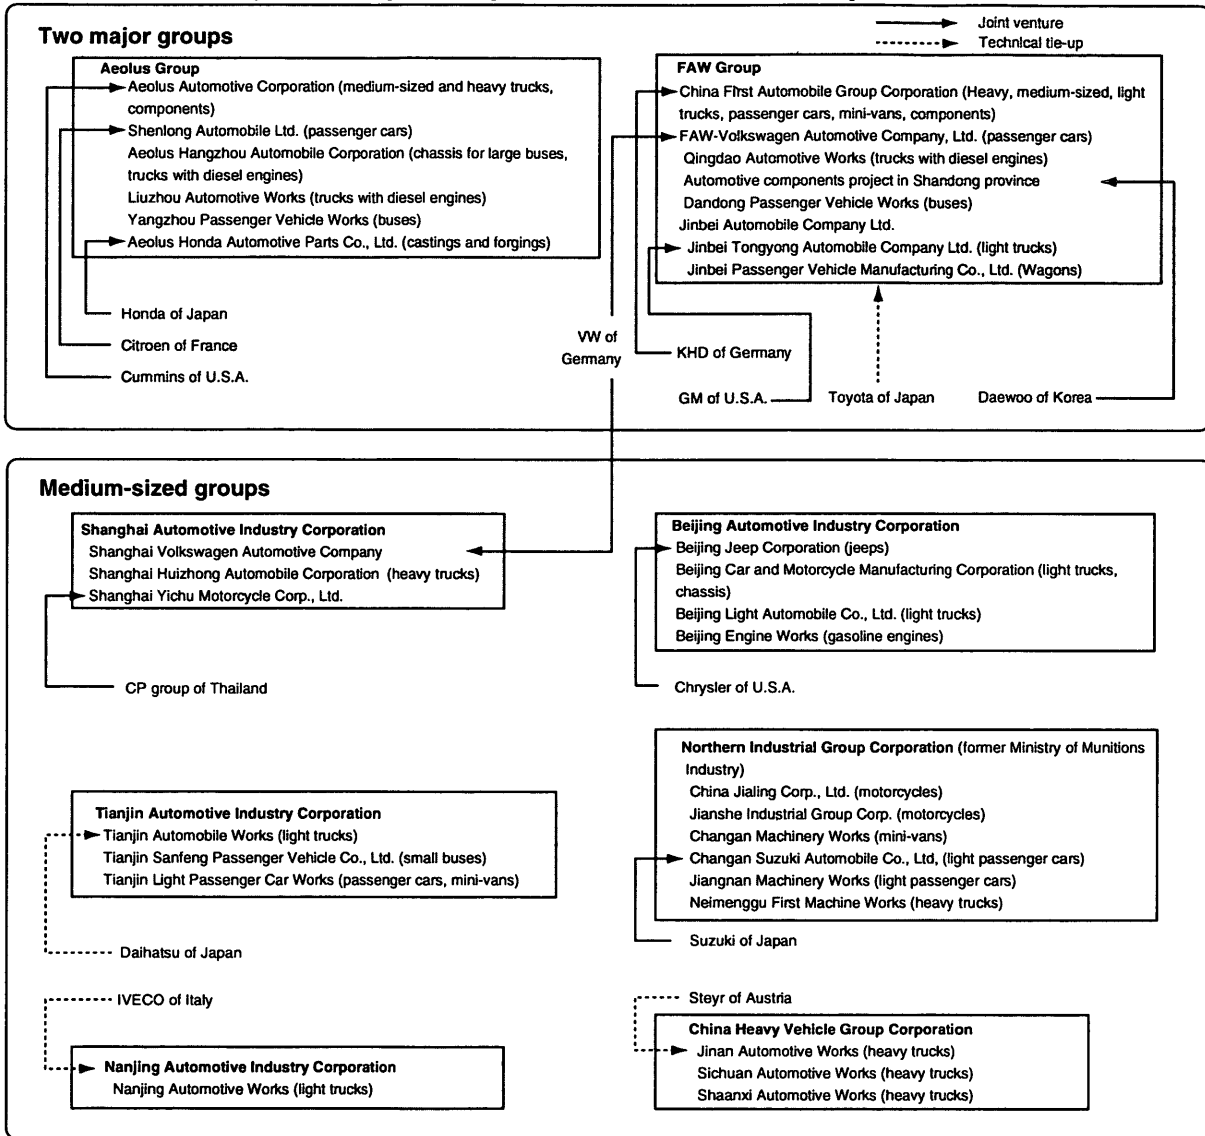 Two major groups
Joint venture
Technical tie-up
Aeolus Group
Aeolus Automotive Corporation (medium-sized and heavy trucks,
components)
Shenlong Automobile Ltd. (passenger cars)
Aeolus Hangzhou Automobile Corporation (chassis for large buses,
trucks with diesel engines)
Liuzhou Automotive Works (trucks with diesel engines)
Yangzhou Passenger Vehicle Works (buses)
Aeolus Honda Automotive Parts Co., Ltd. (castings and forgings)
Honda of Japan
Citroen of France
Cummins of U.S.A.
FAW Group
China First Automobile Group Corporation (Heavy, medium-sized, light
trucks, passenger cars, mini-vans, components)
FAW-Volkswagen Automotive Company, Ltd. (passenger cars)
Qingdao Automotive Works (trucks with diesel engines)
Automotive components project in Shandong province
Dandong Passenger Vehicle Works (buses)
Jinbei Automobile Company Ltd.
Jinbei Tongyong Automobile Company Ltd. (light trucks)
Jinbei Passenger Vehicle Manufacturing Co., Ltd. (Wagons)
VW of
Germany
KHD of Germany
GM of U.S.A.
Toyota of Japan
Daewoo of Korea
Medium-sized groups
Shanghai Automotive Industry Corporation
Shanghai Volkswagen Automotive Company
Shanghai Huizhong Automobile Corporation (heavy trucks)
Shanghai Yichu Motorcycle Corp., Ltd.
CP group of Thailand
Beijing Automotive Industry Corporation
Beijing Jeep Corporation (jeeps)
Beijing Car and Motorcycle Manufacturing Corporation (light trucks,
chassis)
Beijing Light Automobile Co., Ltd. (light trucks)
Beijing Engine Works (gasoline engines)
Chrysler of U.S.A.
Tianjin Automotive Industry Corporation
Tianjin Automobile Works (light trucks)
Tianjin Sanfeng Passenger Vehicle Co., Ltd. (small buses)
Tianjin Light Passenger Car Works (passenger cars, mini-vans)
Daihatsu of Japan
Northern Industrial Group Corporation (former Ministry of Munitions
Industry)
China Jialing Corp., Ltd. (motorcycles)
Jianshe Industrial Group Corp. (motorcycles)
Changan Machinery Works (mini-vans)
Changan Suzuki Automobile Co., Ltd, (light passenger cars)
Jiangnan Machinery Works (light passenger cars)
Neimenggu First Machine Works (heavy trucks)
Suzuki of Japan
IVECO of Italy
Nanjing Automotive Industry Corporation
Nanjing Automotive Works (light trucks)
Steyr of Austria
China Heavy Vehicle Group Corporation
Jinan Automotive Works (heavy trucks)
Sichuan Automotive Works (heavy trucks)
Shaanxi Automotive Works (heavy trucks)